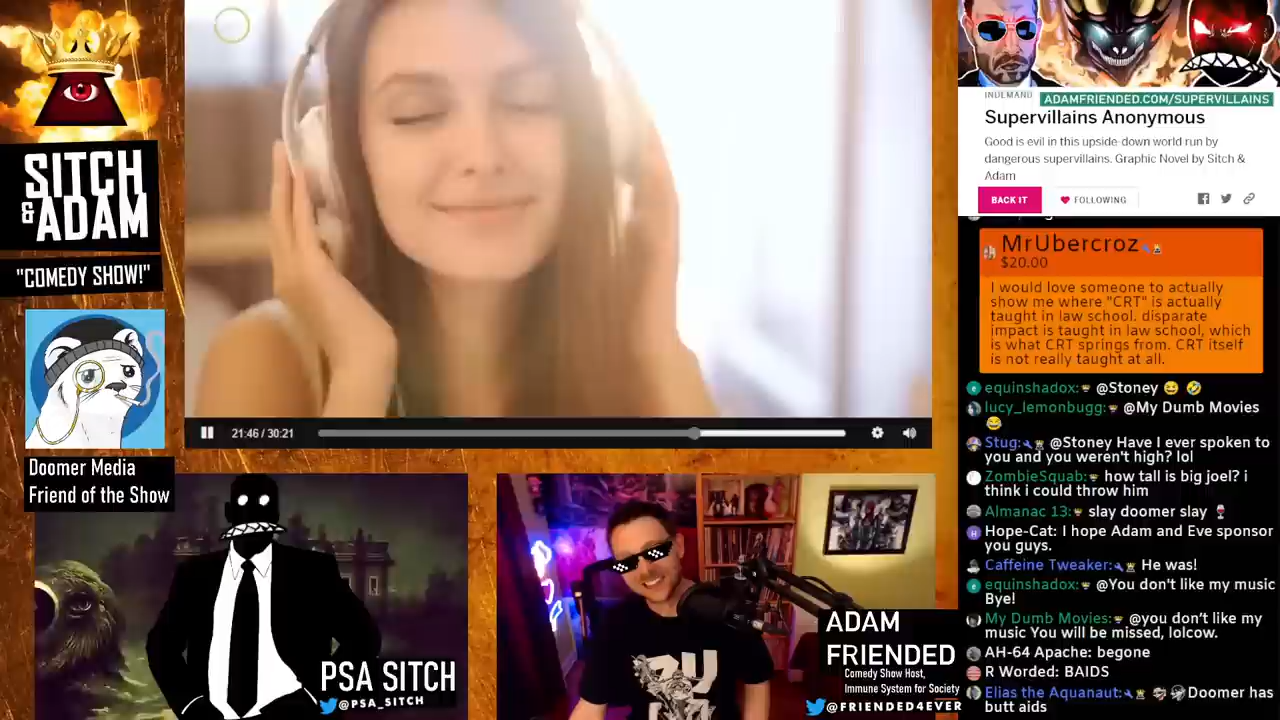 SITCH
& ADAM
"COMEDY SHOW!"
Doomer Media
Friend of the Show
21:46 / 30:21
PSA SITCH
@PSA_SITCH
ADAM
FRIENDED
Comedy Show Host,
Immune System for Society
@FRIENDED4EVER
INDEMAND
ADAMFRIENDED.COM/SUPERVILLAINS
Supervillains Anonymous
Good is evil in this upside-down world run by
dangerous supervillains. Graphic Novel by Sitch &
Adam
BACK IT
FOLLOWING
MrUbercroz
$20.00
I would love someone to actually
show me where "CRT" is actually
taught in law school. disparate
impact is taught in law school, which
is what CRT springs from. CRT itself
is not really taught at all.
equinshadox: @Stoney
lucy_lemonbugg: @My Dumb Movies
Stug: @Stoney Have I ever spoken to
you and you weren't high? lol
ZombieSquab: how tall is big joel? i
think i could throw him
Almanac 13: slay doomer slay
Hope-Cat: I hope Adam and Eve sponsor
you guys.
Caffeine Tweaker: He was!
equinshadox: @You don't like my music
Bye!
My Dumb Movies: @you don't like my
music You will be missed, lolcow.
AH-64 Apache: begone
R Worded: BAIDS
Elias the Aquanaut: Doomer has
butt aids